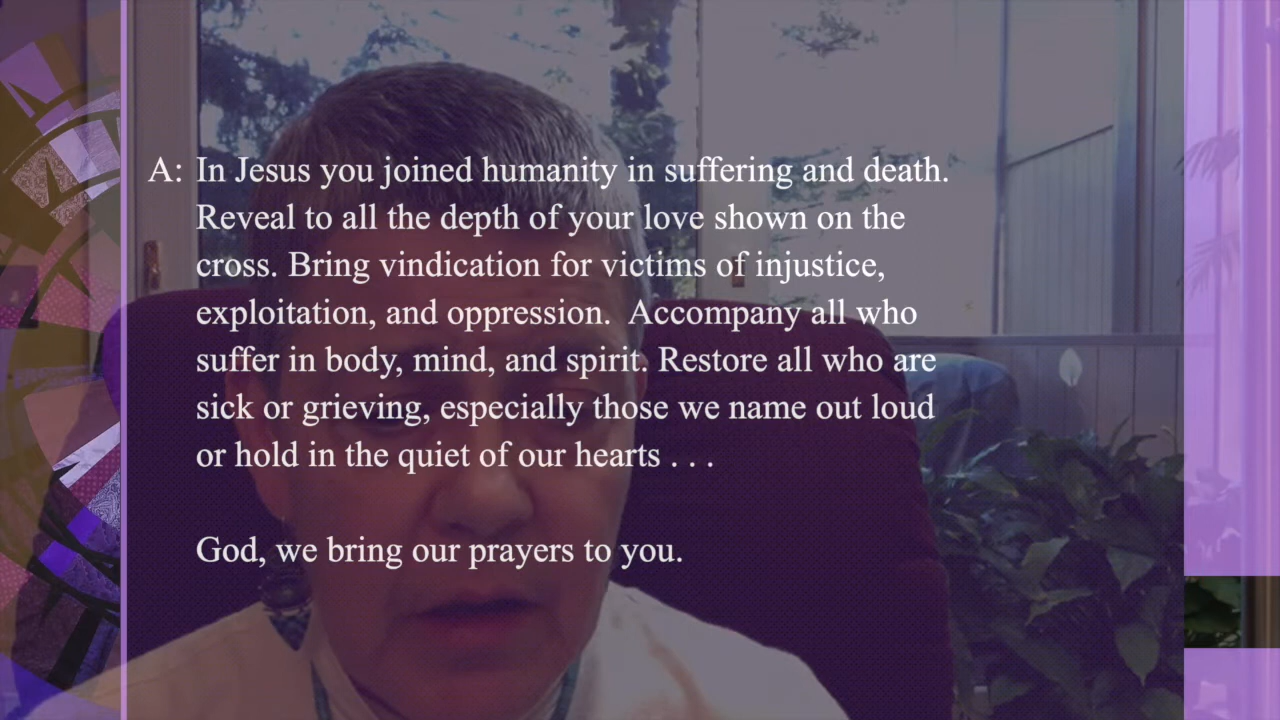 A: In Jesus you joined humanity in suffering and death.
Reveal to all the depth of your love shown on the
cross. Bring vindication for victims of injustice,
exploitation, and oppression.  Accompany all who
suffer in body, mind, and spirit. Restore all who are
sick or grieving, especially those we name out loud
or hold in the quiet of our hearts . . .
God, we bring our prayers to you.